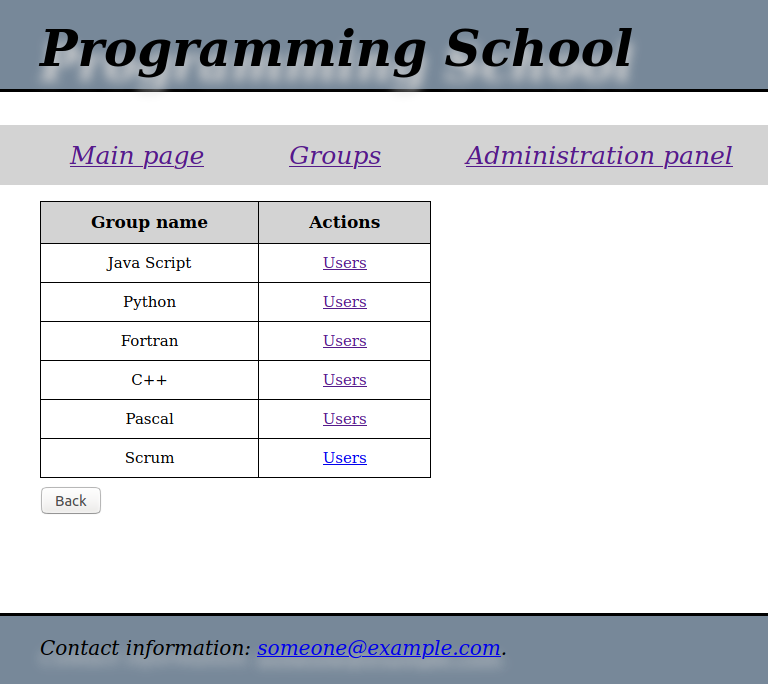 Programming School
Main page Groups Administration panel
Group name Actions
Java Script Users
Python Users
Fortran Users
C++ Users
Pascal Users
Scrum Users
Back
Contact information: someone@example.com.